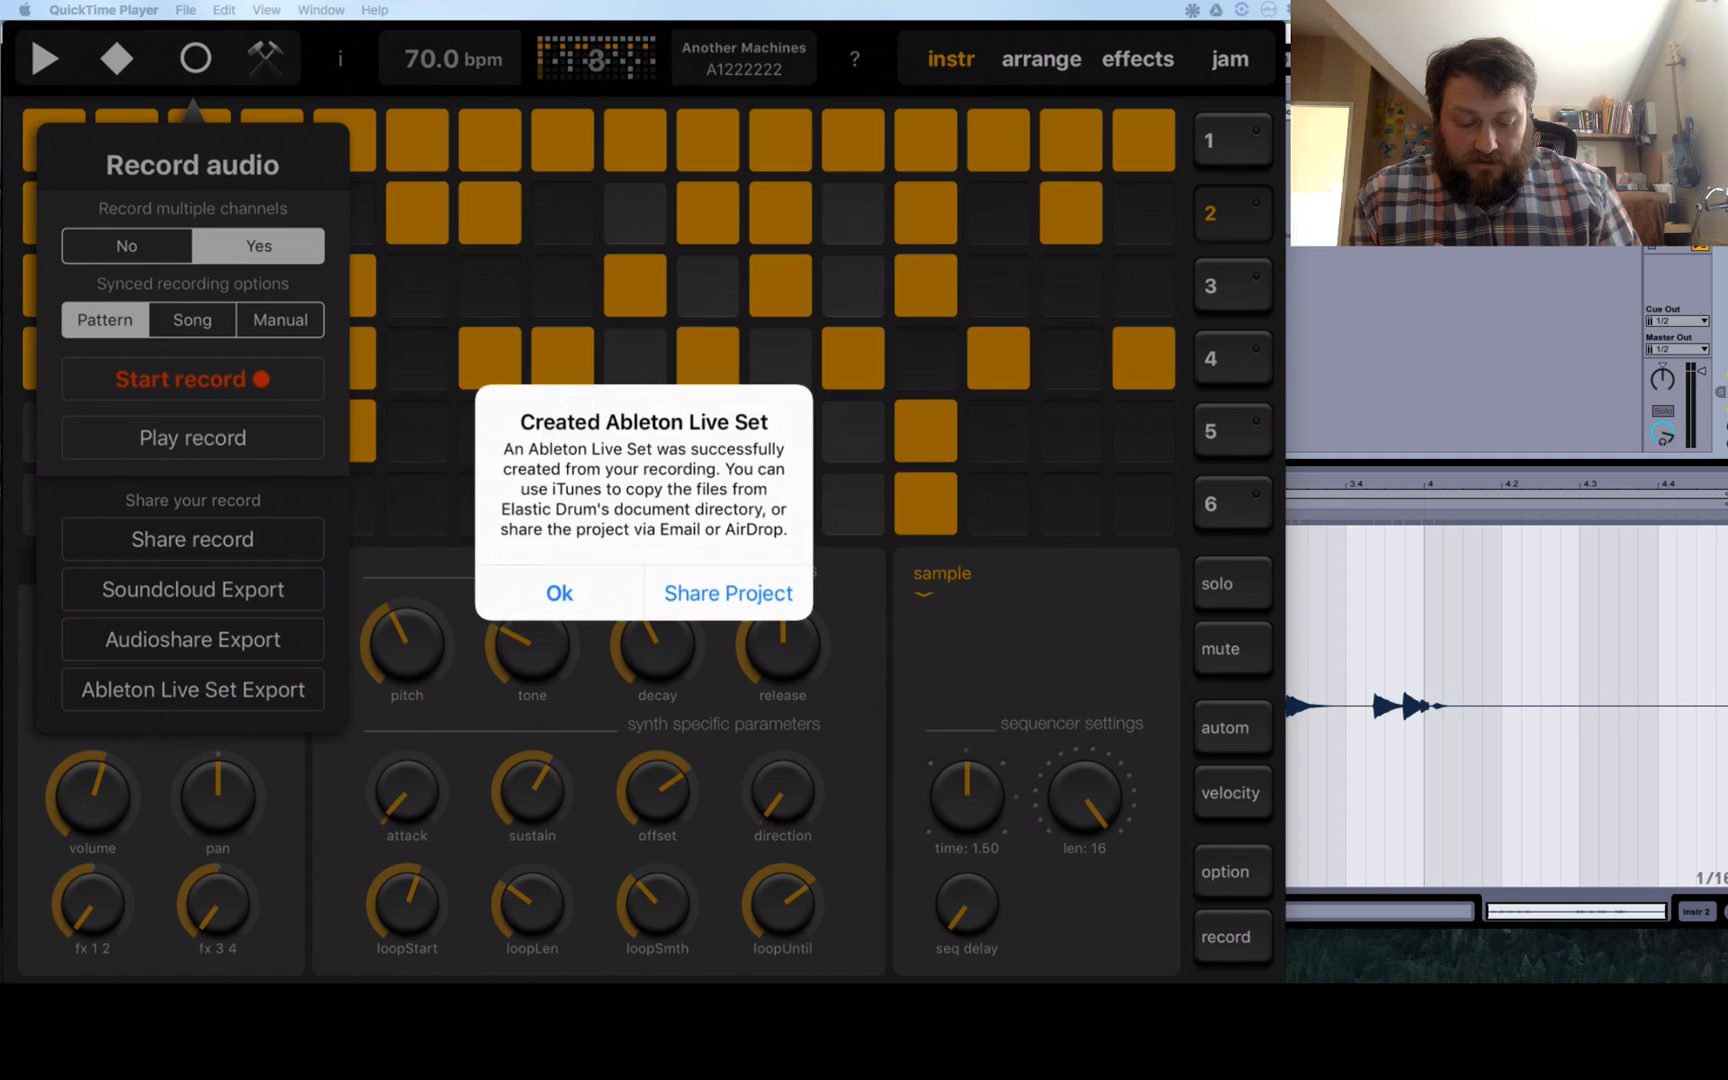 QuickTime Player File Edit View Window Help
i
70.0 bpm
3
Another Machines
A1222222
?
instr arrange effects jam
Record audio
Record multiple channels
No Yes
Synced recording options
Pattern Song Manual
Start record
Play record
Share your record
Share record
Soundcloud Export
Audioshare Export
Ableton Live Set Export
Created Ableton Live Set
An Ableton Live Set was successfully
created from your recording. You can
use iTunes to copy the files from
Elastic Drum's document directory, or
share the project via Email or AirDrop.
Ok Share Project
1
2
3
4
5
6
solo
mute
autom
velocity
option
record
sample
pitch tone decay release
synth specific parameters
sequencer settings
attack sustain offset direction
volume pan
time: 1.50 len: 16
fx 1 2 fx 3 4
loopStart loopLen loopSmth loopUntil
seq delay
Cue Out
1/2
Master Out
1/2
Solo
3.4 4 4.2 4.3 4.4
1/16
Instr 2